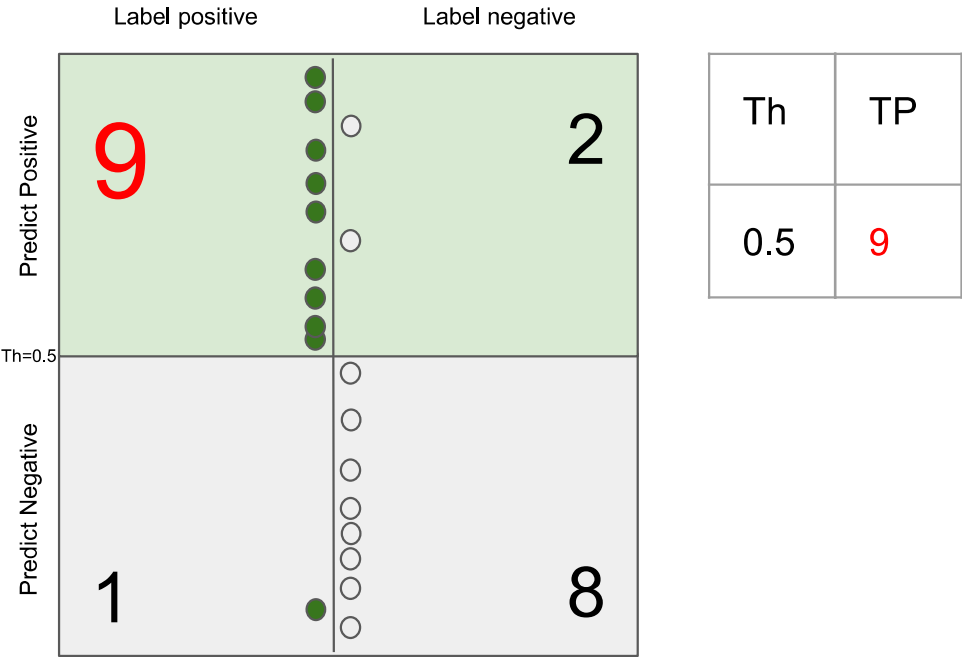 Label positive Label negative
Predict Positive
9
2
Th TP
0.5 9
Th=0.5
Predict Negative
1
8